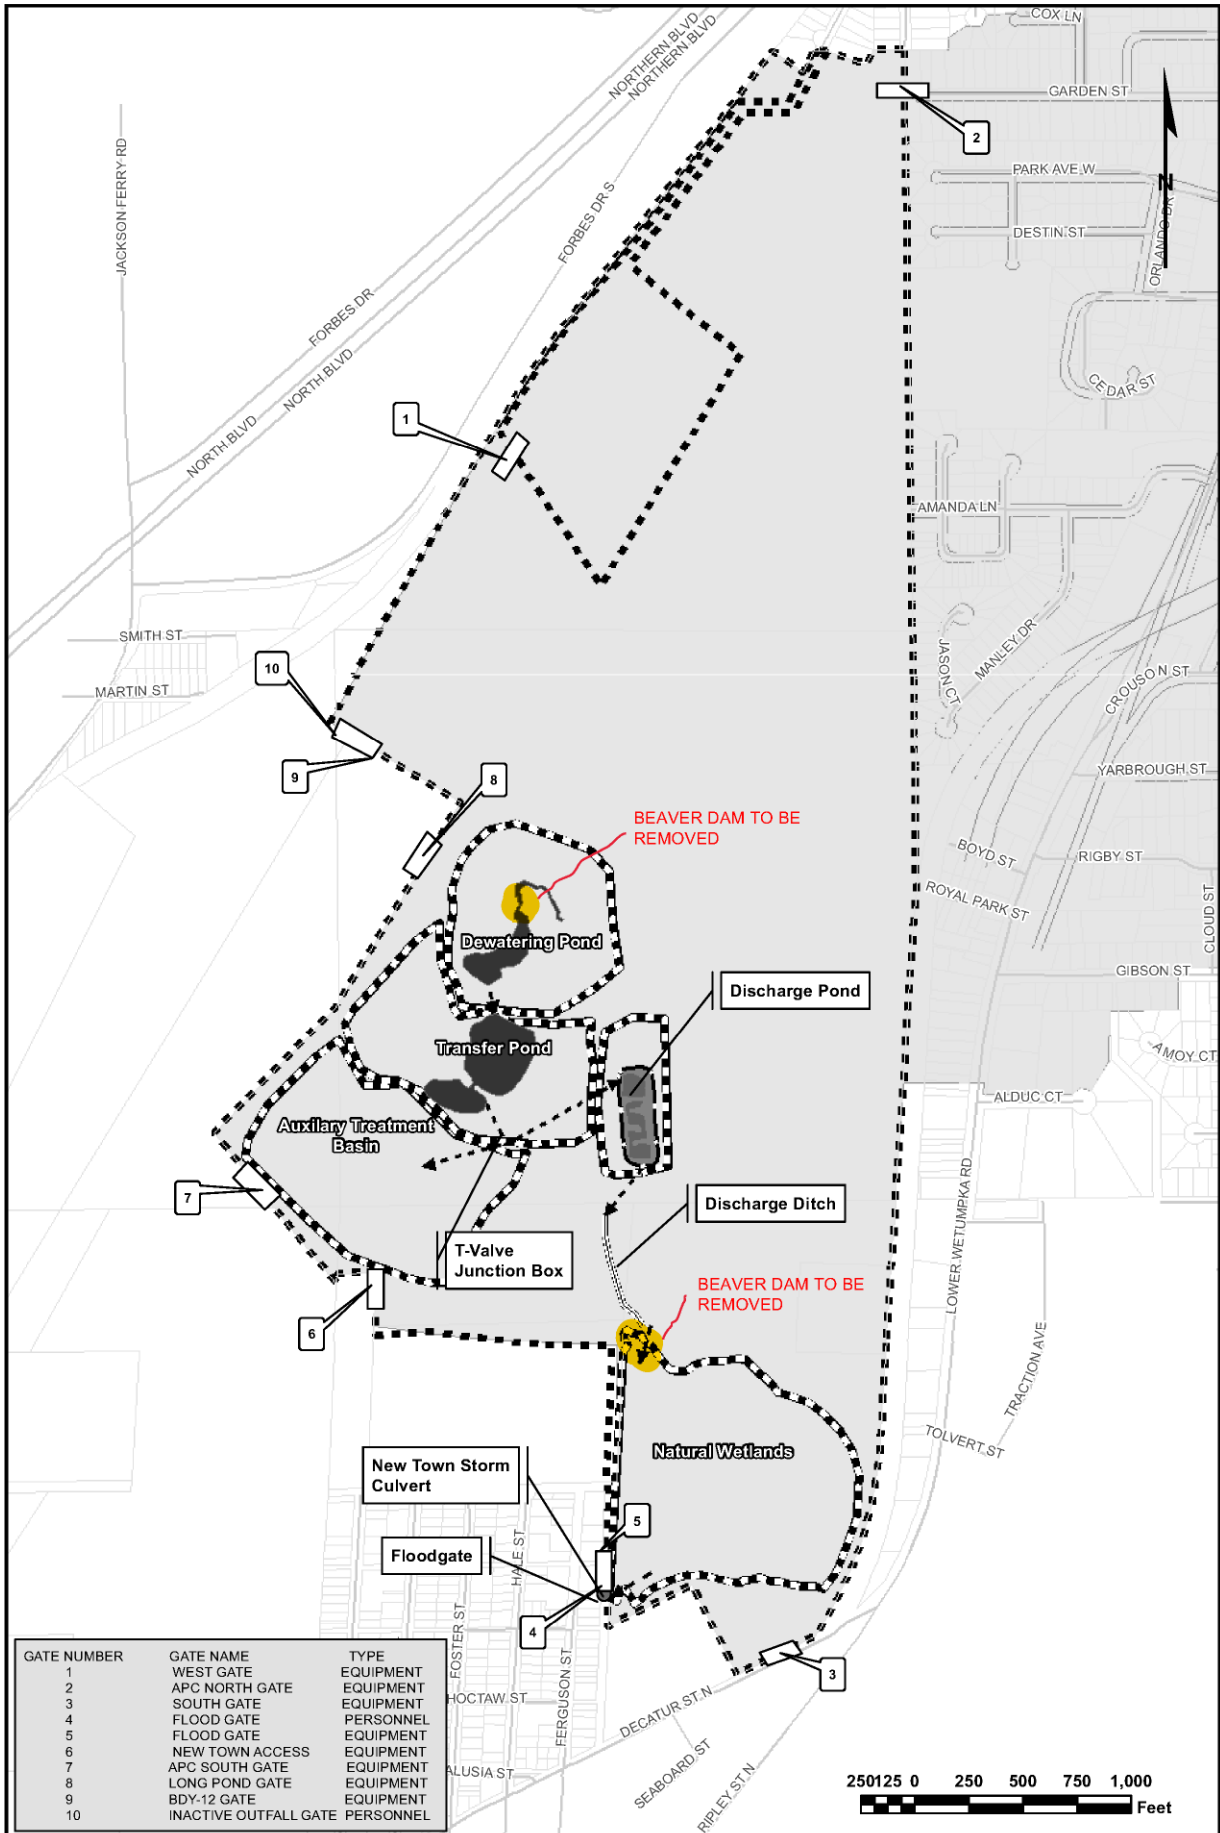 COX LN
NORTHERN BLVD
NORTHERN BLVD
GARDEN ST
2
JACKSON FERRY RD
PARK AVE W
N
FORBES DR S
DESTIN ST
ORLANDO DR
FORBES DR
NORTH BLVD
CEDAR ST
1
NORTH BLVD
AMANDA LN
SMITH ST
MANLEY DR
JASON CT
10
MARTIN ST
CROUSON ST
9
8
YARBROUGH ST
BEAVER DAM TO BE
REMOVED
BOYD ST
RIGBY ST
ROYAL PARK ST
CLOUD ST
Dewatering Pond
GIBSON ST
Discharge Pond
Transfer Pond
AMOY CT
ALDUC CT
Auxilary Treatment
Basin
7
Discharge Ditch
LOWER WETUMPKA RD
T-Valve
Junction Box
BEAVER DAM TO BE
REMOVED
6
TRACTION AVE
TOLVERT ST
Natural Wetlands
New Town Storm
Culvert
5
Floodgate
HALE ST
4
FOSTER ST
FERGUSON ST
3
HOCTAW ST
DECATUR ST N
ALUSIA ST
SEABOARD ST
RIPLEY ST N
GATE NUMBER GATE NAME TYPE
1 WEST GATE EQUIPMENT
2 APC NORTH GATE EQUIPMENT
3 SOUTH GATE EQUIPMENT
4 FLOOD GATE PERSONNEL
5 FLOOD GATE EQUIPMENT
6 NEW TOWN ACCESS EQUIPMENT
7 APC SOUTH GATE EQUIPMENT
8 LONG POND GATE EQUIPMENT
9 BDY-12 GATE EQUIPMENT
10 INACTIVE OUTFALL GATE PERSONNEL
250125 0 250 500 750 1,000
Feet